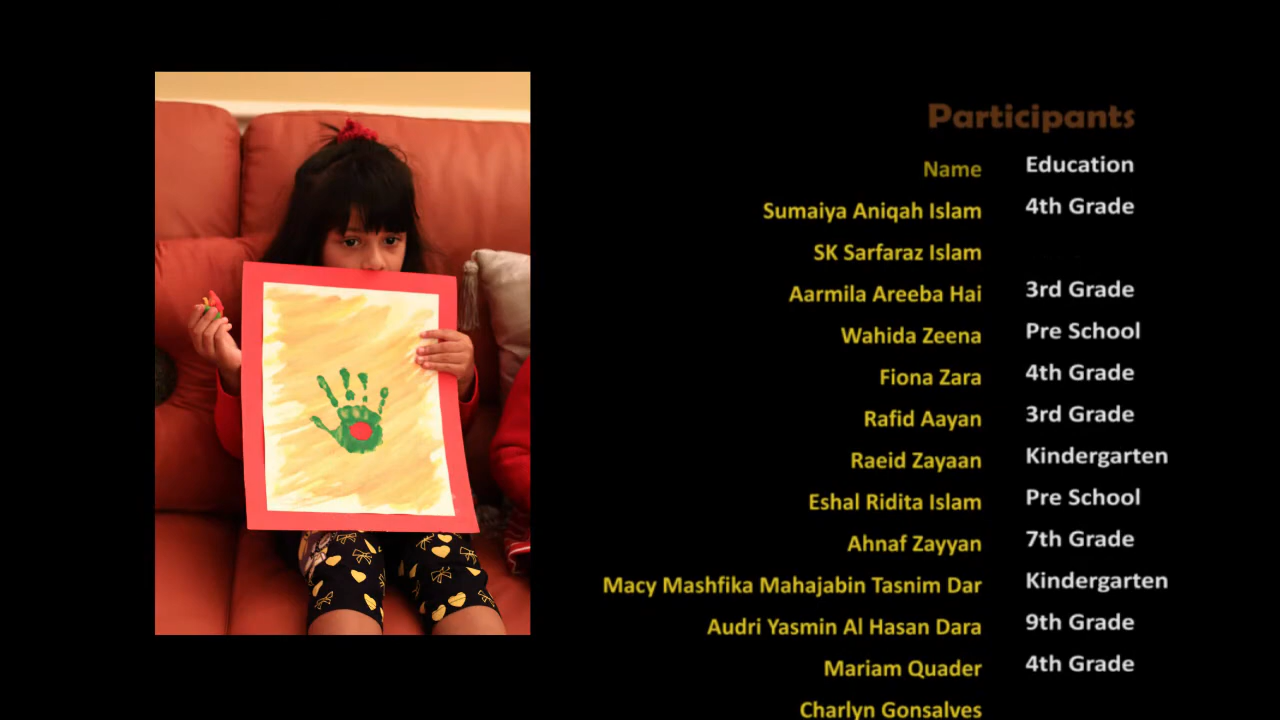 Participants
Name Education
Sumaiya Aniqah Islam 4th Grade
SK Sarfaraz Islam
Aarmila Areeba Hai 3rd Grade
Wahida Zeena Pre School
Fiona Zara 4th Grade
Rafid Aayan 3rd Grade
Raeid Zayaan Kindergarten
Eshal Ridita Islam Pre School
Ahnaf Zayyan 7th Grade
Macy Mashfika Mahajabin Tasnim Dar Kindergarten
Audri Yasmin Al Hasan Dara 9th Grade
Mariam Quader 4th Grade
Charlyn Gonsalves